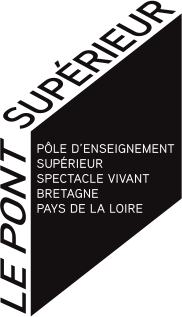 LE PONT SUPÉRIEUR
PÔLE D'ENSEIGNEMENT
SUPÉRIEUR
SPECTACLE VIVANT
BRETAGNE
PAYS DE LA LOIRE